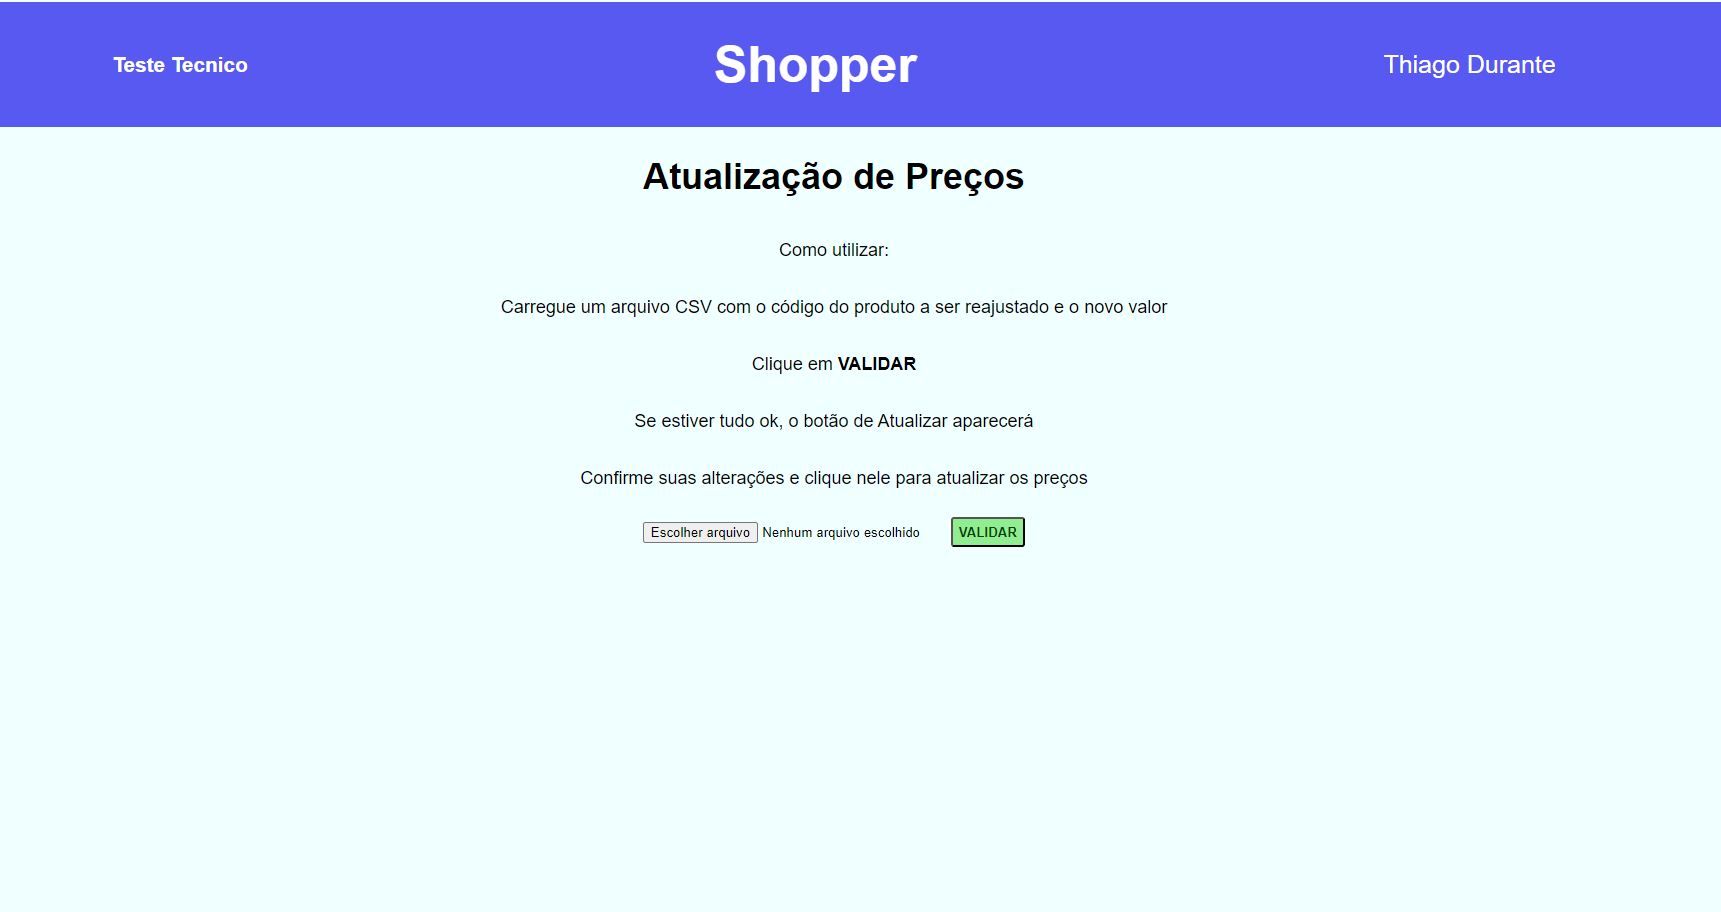 Teste Tecnico
Shopper
Thiago Durante
Atualização de Preços
Como utilizar:
Carregue um arquivo CSV com o código do produto a ser reajustado e o novo valor
Clique em VALIDAR
Se estiver tudo ok, o botão de Atualizar aparecerá
Confirme suas alterações e clique nele para atualizar os preços
Escolher arquivo Nenhum arquivo escolhido VALIDAR